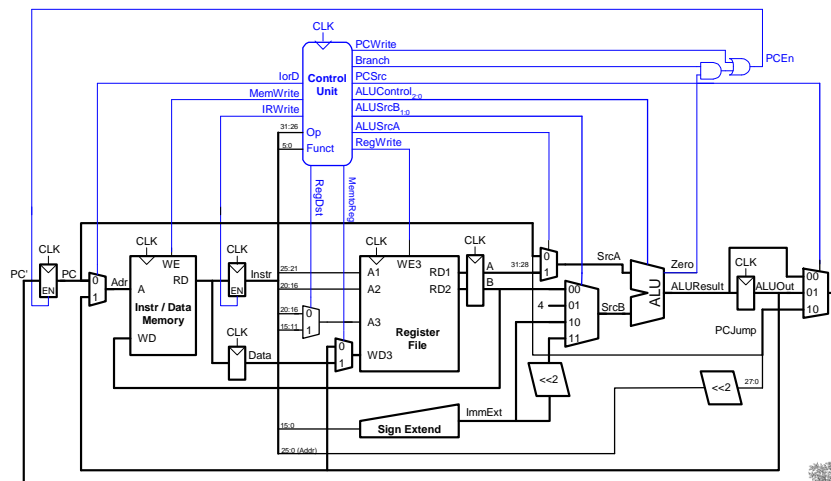 CLK
PCWrite
Branch
PCEn
IorD
Control
Unit
PCSrc
MemWrite
ALUControl2:0
IRWrite
ALUSrcB1:0
31:26
Op
ALUSrcA
5:0
Funct
RegWrite
RegDst
MemtoReg
CLK
CLK
CLK
CLK
CLK
PC'
EN
PC
0
1
Adr
WE
A
RD
Instr / Data
Memory
WD
EN
Instr
25:21
20:16
20:16
15:11
0
1
A1
A2
A3
WD3
WE3
RD1
RD2
Register
File
A
B
31:28
0
1
SrcA
4
00
01
10
11
SrcB
ALU
Zero
ALUResult
CLK
ALUOut
00
01
10
PCJump
CLK
Data
0
1
<<2
<<2
27:0
ImmExt
15:0
Sign Extend
25:0 (Addr)